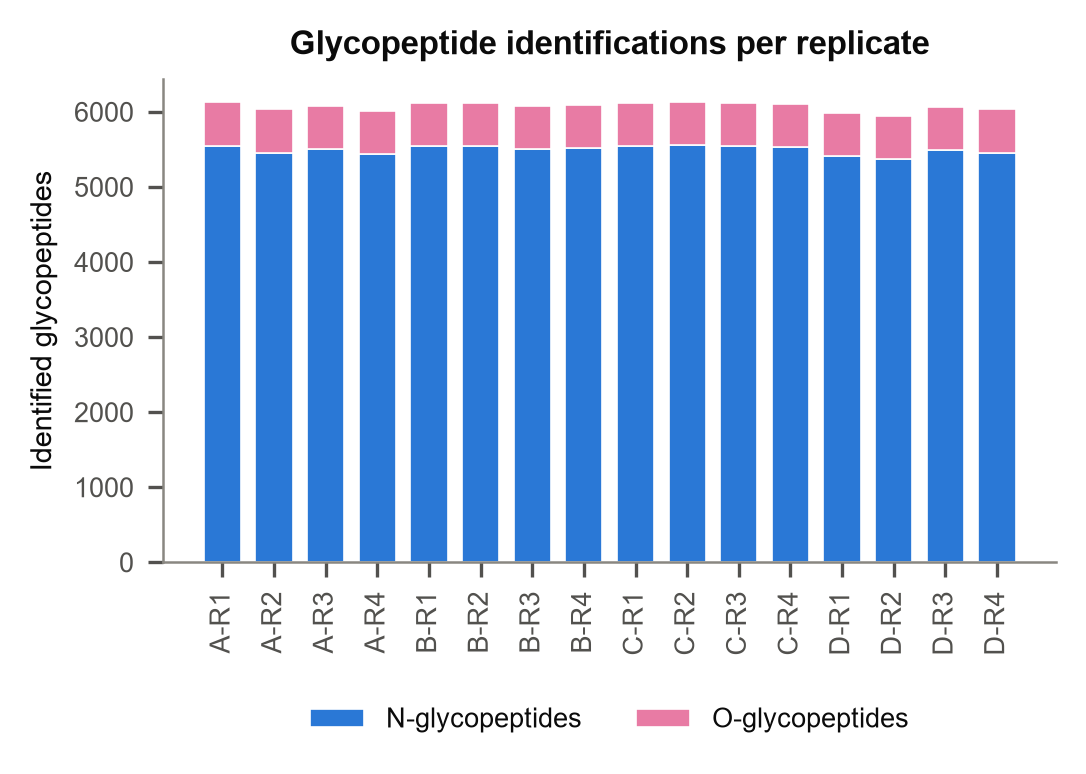 Glycopeptide identifications per replicate
Identified glycopeptides
6000
5000
4000
3000
2000
1000
0
A-R1
A-R2
A-R3
A-R4
B-R1
B-R2
B-R3
B-R4
C-R1
C-R2
C-R3
C-R4
D-R1
D-R2
D-R3
D-R4
N-glycopeptides
O-glycopeptides